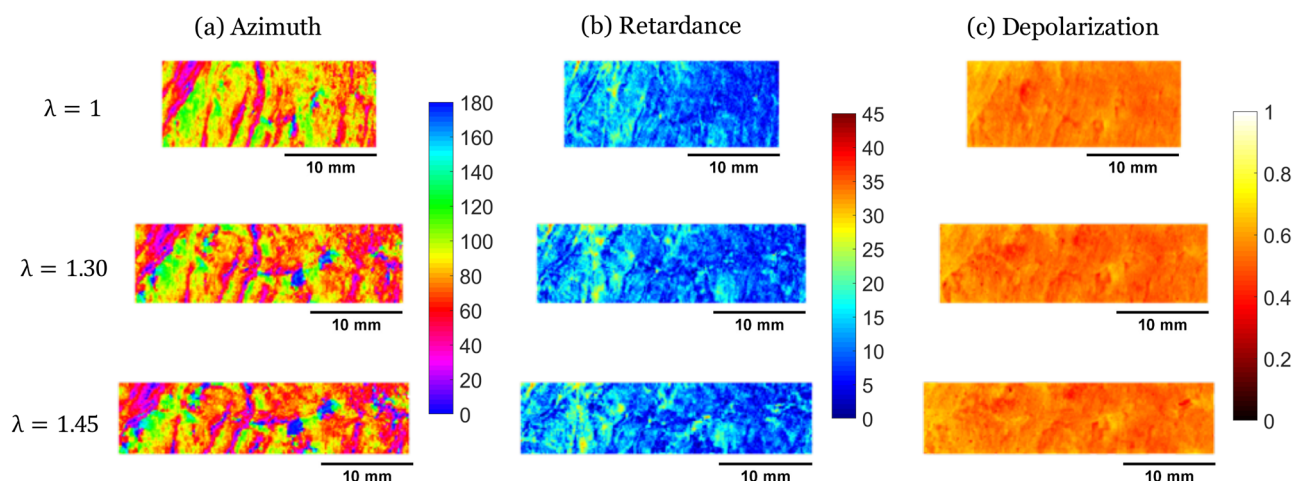 (a) Azimuth
(b) Retardance
(c) Depolarization
λ = 1
10 mm
10 mm
10 mm
λ = 1.30
10 mm
10 mm
10 mm
λ = 1.45
10 mm
10 mm
10 mm
180
160
140
120
100
80
60
40
20
0
45
40
35
30
25
20
15
10
5
0
1
0.8
0.6
0.4
0.2
0